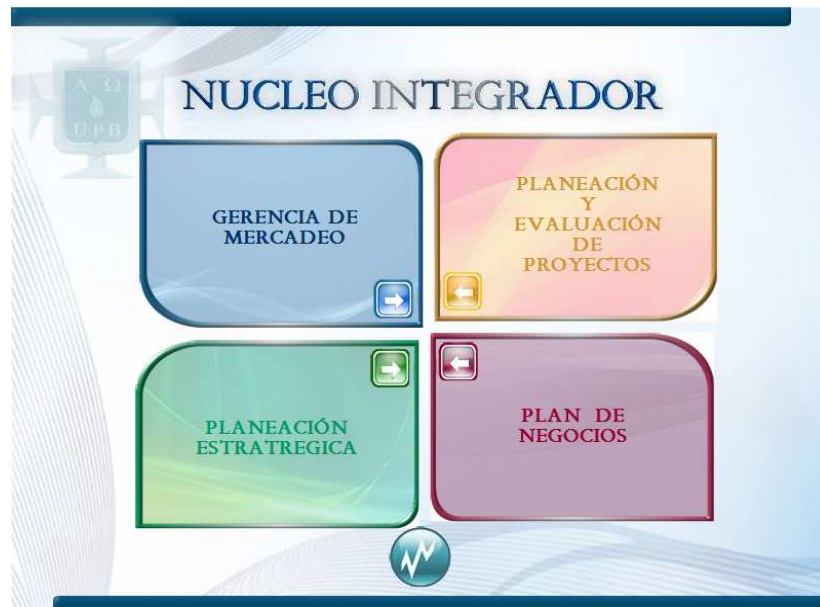 Α Ω
UPB
NUCLEO INTEGRADOR
GERENCIA DE
MERCADEO
PLANEACIÓN
Y
EVALUACIÓN
DE
PROYECTOS
PLANEACIÓN
ESTRATREGICA
PLAN DE
NEGOCIOS